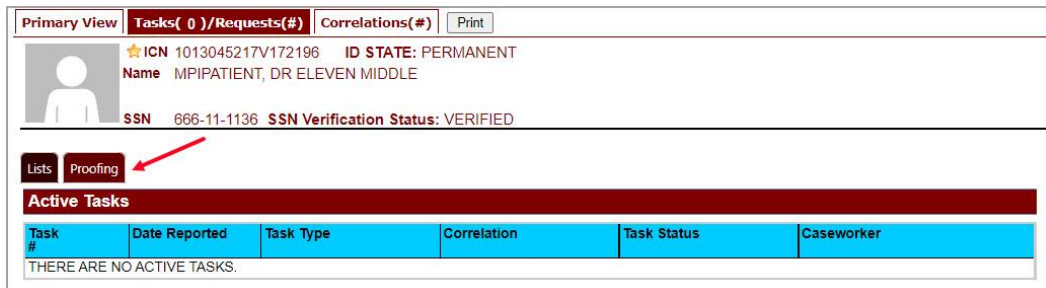 Primary View Tasks( 0 )/Requests(#) Correlations(#) Print
ICN 1013045217V172196 ID STATE: PERMANENT
Name MPIPATIENT, DR ELEVEN MIDDLE
SSN 666-11-1136 SSN Verification Status: VERIFIED
Lists Proofing
Active Tasks
Task # Date Reported Task Type Correlation Task Status Caseworker
THERE ARE NO ACTIVE TASKS.